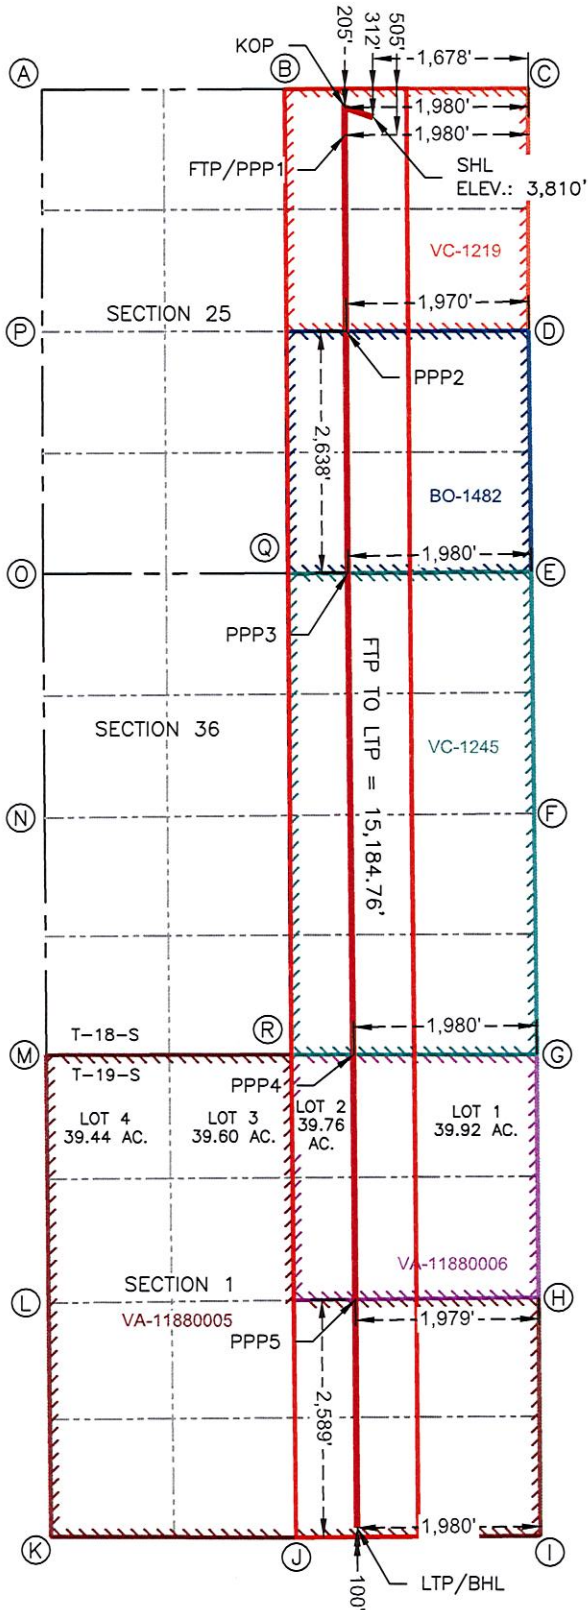 205'
312'
505'
1,678'
KOP
A
B
C
1,980'
1,980'
FTP/PPP1
SHL
ELEV.: 3,810'
VC-1219
SECTION 25
1,970'
P
D
PPP2
2,638'
BO-1482
Q
1,980'
O
E
PPP3
FTP TO LTP = 15,184.76'
SECTION 36
VC-1245
N
F
T-18-S
R
1,980'
M
G
T-19-S
PPP4
LOT 4
39.44 AC.
LOT 3
39.60 AC.
LOT 2
39.76
AC.
LOT 1
39.92 AC.
SECTION 1
VA-11880006
L
H
VA-11880005
PPP5
1,979'
2,589'
1,980'
K
J
I
LTP/BHL
100'